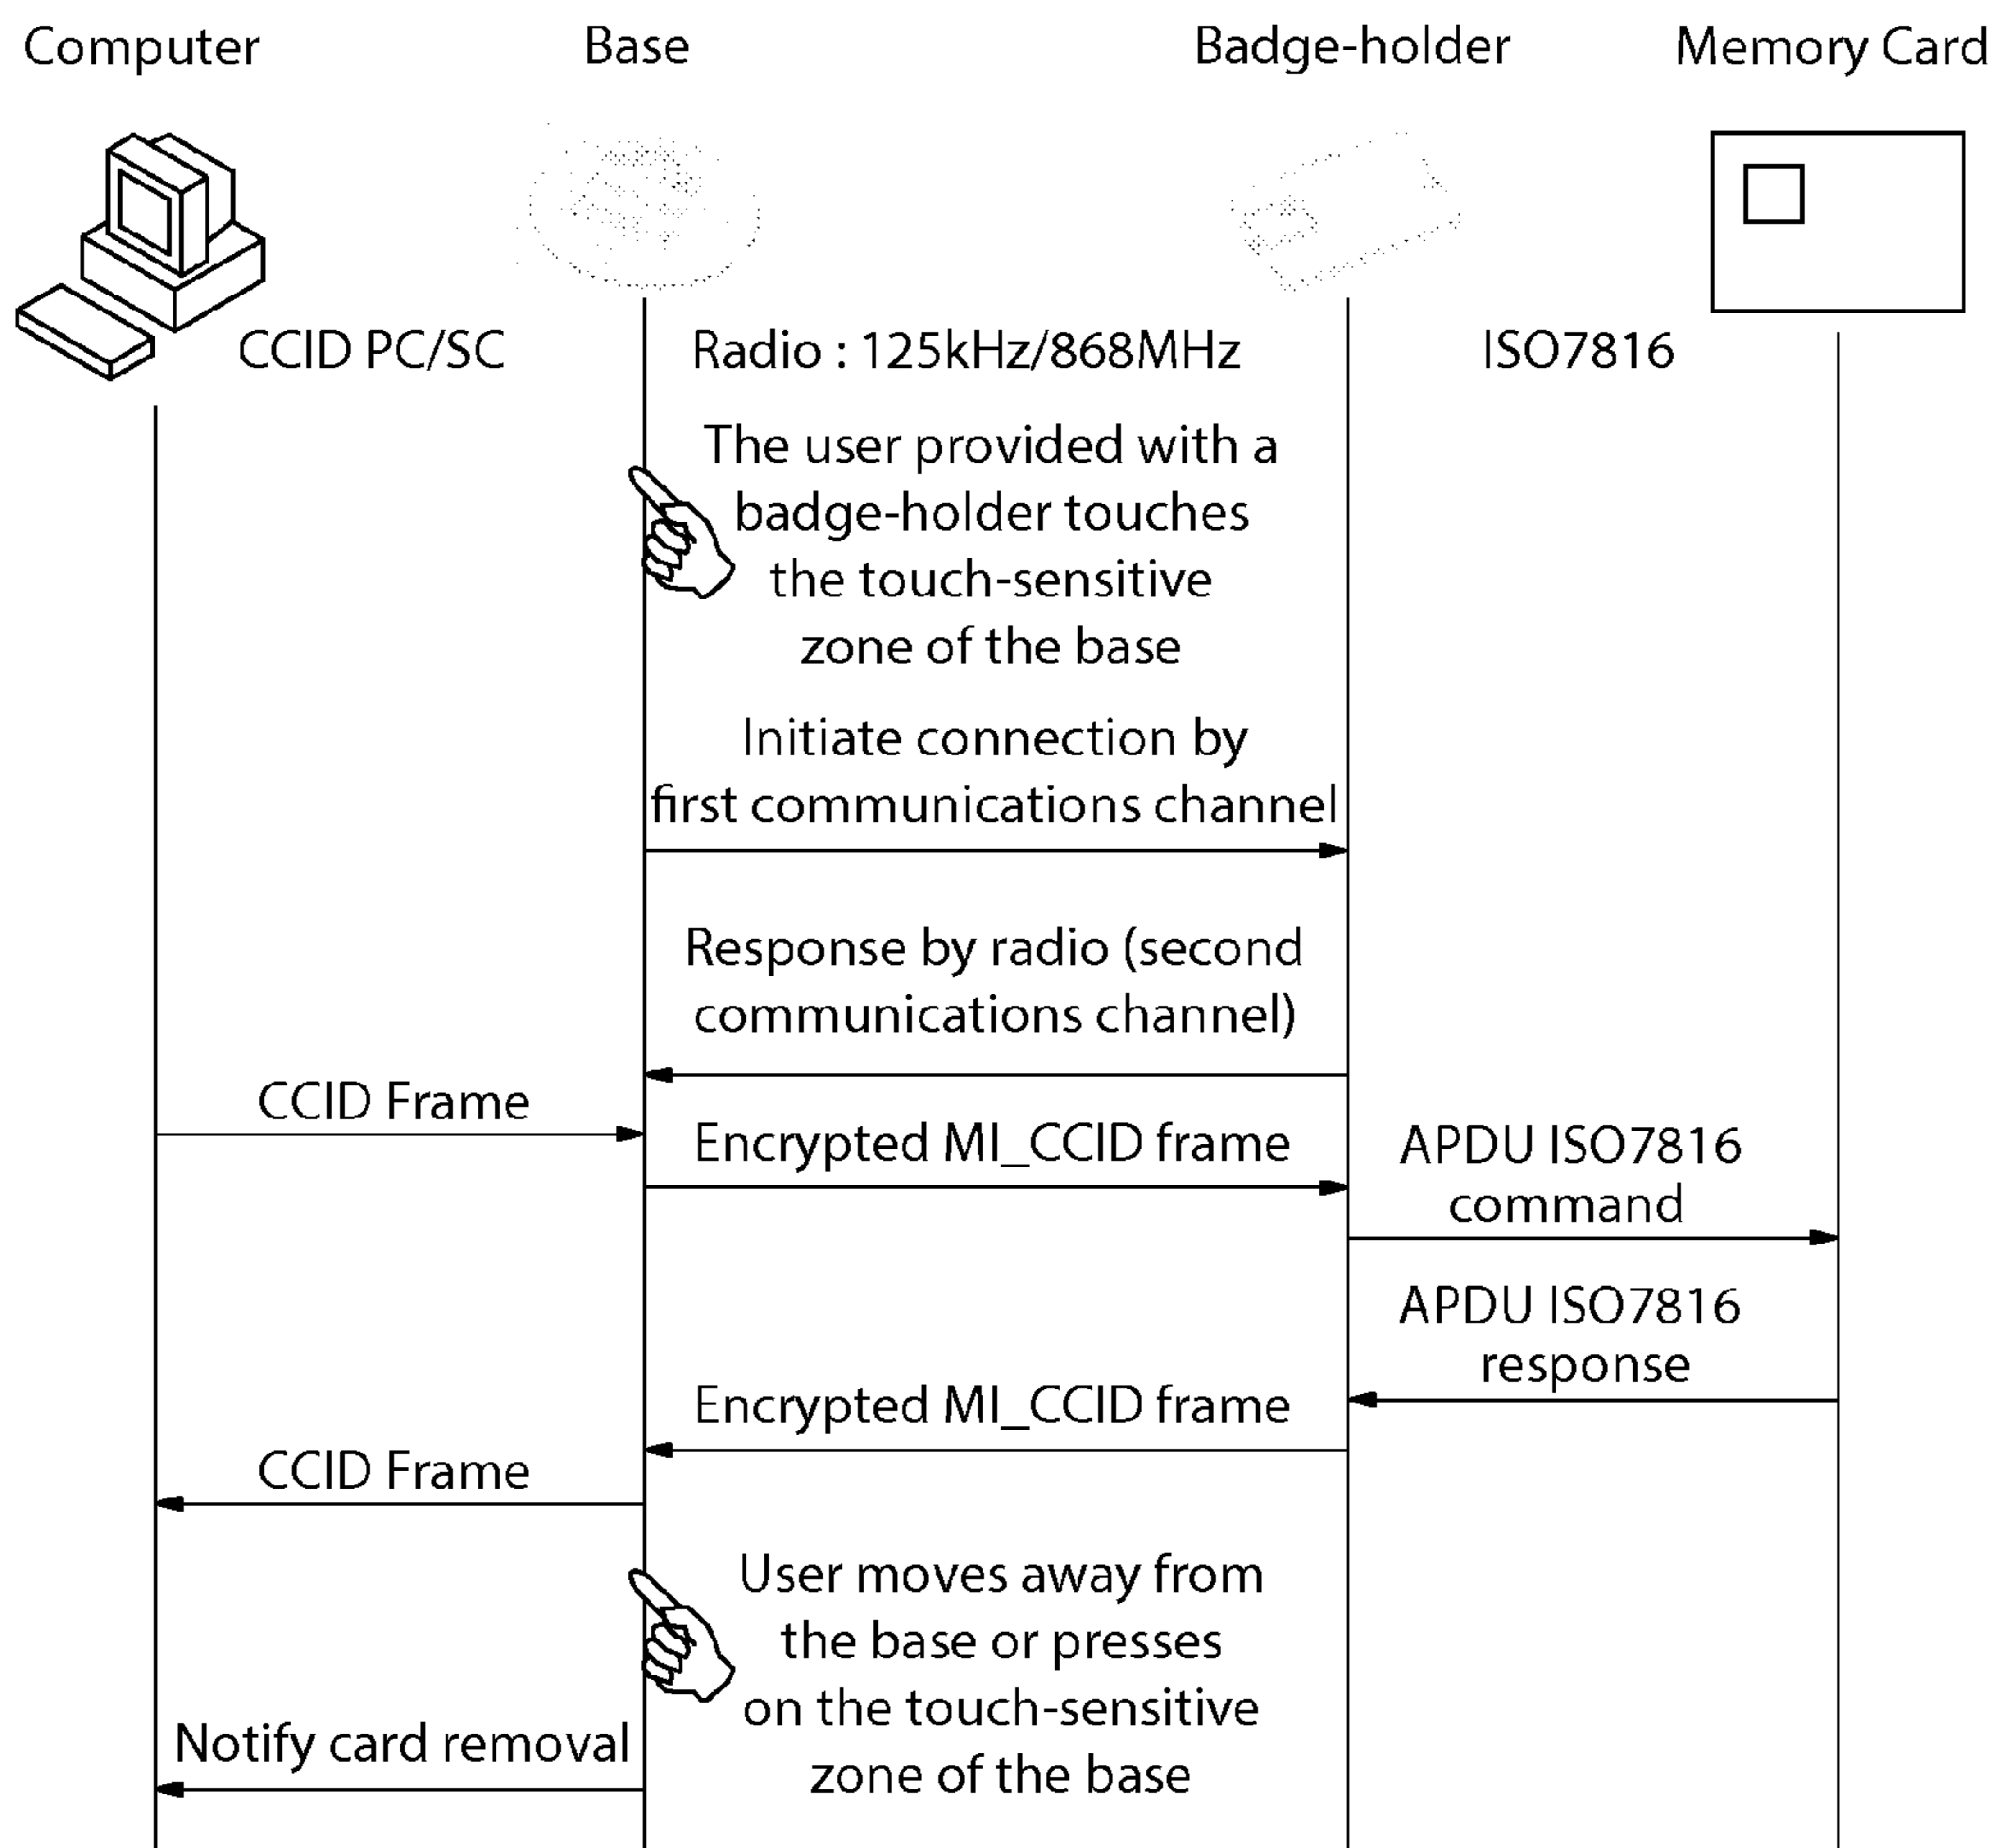 Computer
Base
Badge-holder
Memory Card
CCID PC/SC
Radio : 125kHz/868MHz
ISO7816
The user provided with a
badge-holder touches
the touch-sensitive
zone of the base
Initiate connection by
first communications channel
Response by radio (second
communications channel)
CCID Frame
Encrypted MI_CCID frame
APDU ISO7816
command
APDU ISO7816
response
Encrypted MI_CCID frame
CCID Frame
User moves away from
the base or presses
on the touch-sensitive
zone of the base
Notify card removal